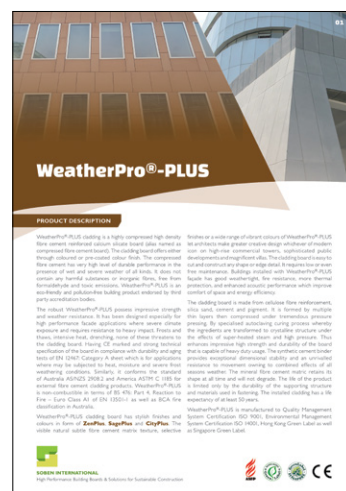 01
WeatherPro®-PLUS
PRODUCT DESCRIPTION
WeatherPro®-PLUS cladding is a highly compressed high density
fibre cement reinforced calcium silicate board (alias, named as
compressed fibre cement board). The cladding board offers either
through coloured or pre-coated colour finish. The compressed
fibre cement has very high level of durable performance in the
presence of wet and severe weather of all kinds. It does not
contain any harmful substances or inorganic fibres, free from
formaldehyde and toxic emissions. WeatherPro®-PLUS is an
eco-friendly and pollution-free building product endorsed by third
party accreditation bodies.
The robust WeatherPro®-PLUS possess impressive strength
and weather resistance. It has been designed especially for
high performance façade applications where severe climate
exposure and requires resistance to heavy impact. Frosts and
thaws, intensive heat, drenching, none of these threatens to
the cladding board. Having CE marked and strong technical
specification of the board in compliance with durability and aging
tests of EN 12467: Category A sheet which is for applications
where may be subjected to heat, moisture and severe frost
weathering conditions. Similarly, it conforms the standard
of Australia AS/NZS 2908.2 and America ASTM C 1185 for
external fibre cement cladding products. WeatherPro®-PLUS
is non-combustible in terms of BS 476: Part 4, Reaction to
Fire – Euro Class A1 of EN 13501-1 as well as BCA fire
classification in Australia.
WeatherPro®-PLUS cladding board has stylish finishes and
colours in form of ZenPlus, SagePlus and CityPlus. The
visible natural subtle fibre cement matrix texture, selective
finishes or a wide range of vibrant colours of WeatherPro®-PLUS
let architects make greater creative design whichever of modern
icon on high-rise commercial towers, sophisticated public
developments and magnificent villas. The cladding board is easy to
cut and construct any shape or edge detail. It requires low or even
free maintenance. Buildings installed with WeatherPro®-PLUS
façade has good weathertight, fire resistance, more thermal
protection, and enhanced acoustic performance which improve
comfort of space and energy efficiency.
The cladding board is made from cellulose fibre reinforcement,
silica sand, cement and pigment. It is formed by multiple
thin layers then compressed under tremendous pressure
pressing. By specialised autoclaving curing process whereby
the ingredients are transformed to crystalline structure under
the effects of super-heated steam and high pressure. Thus
enhances impressive high strength and durability of the board
that is capable of heavy duty usage. The synthetic cement binder
provides exceptional dimensional stability and an unrivalled
resistance to movement owing to combined effects of all
seasons weather. The mineral fibre cement matrix retains its
shape at all time and will not degrade. The life of the product
is limited only by the durability of the supporting structure
and materials used in fastening. The installed cladding has a life
expectancy of at least 50 years.
WeatherPro®-PLUS is manufactured to Quality Management
System Certification ISO 9001, Environmental Management
System Certification ISO 14001, Hong Kong Green Label as well
as Singapore Green Label.
SOBEN INTERNATIONAL
High Performance Building Boards & Solutions for Sustainable Construction
CE